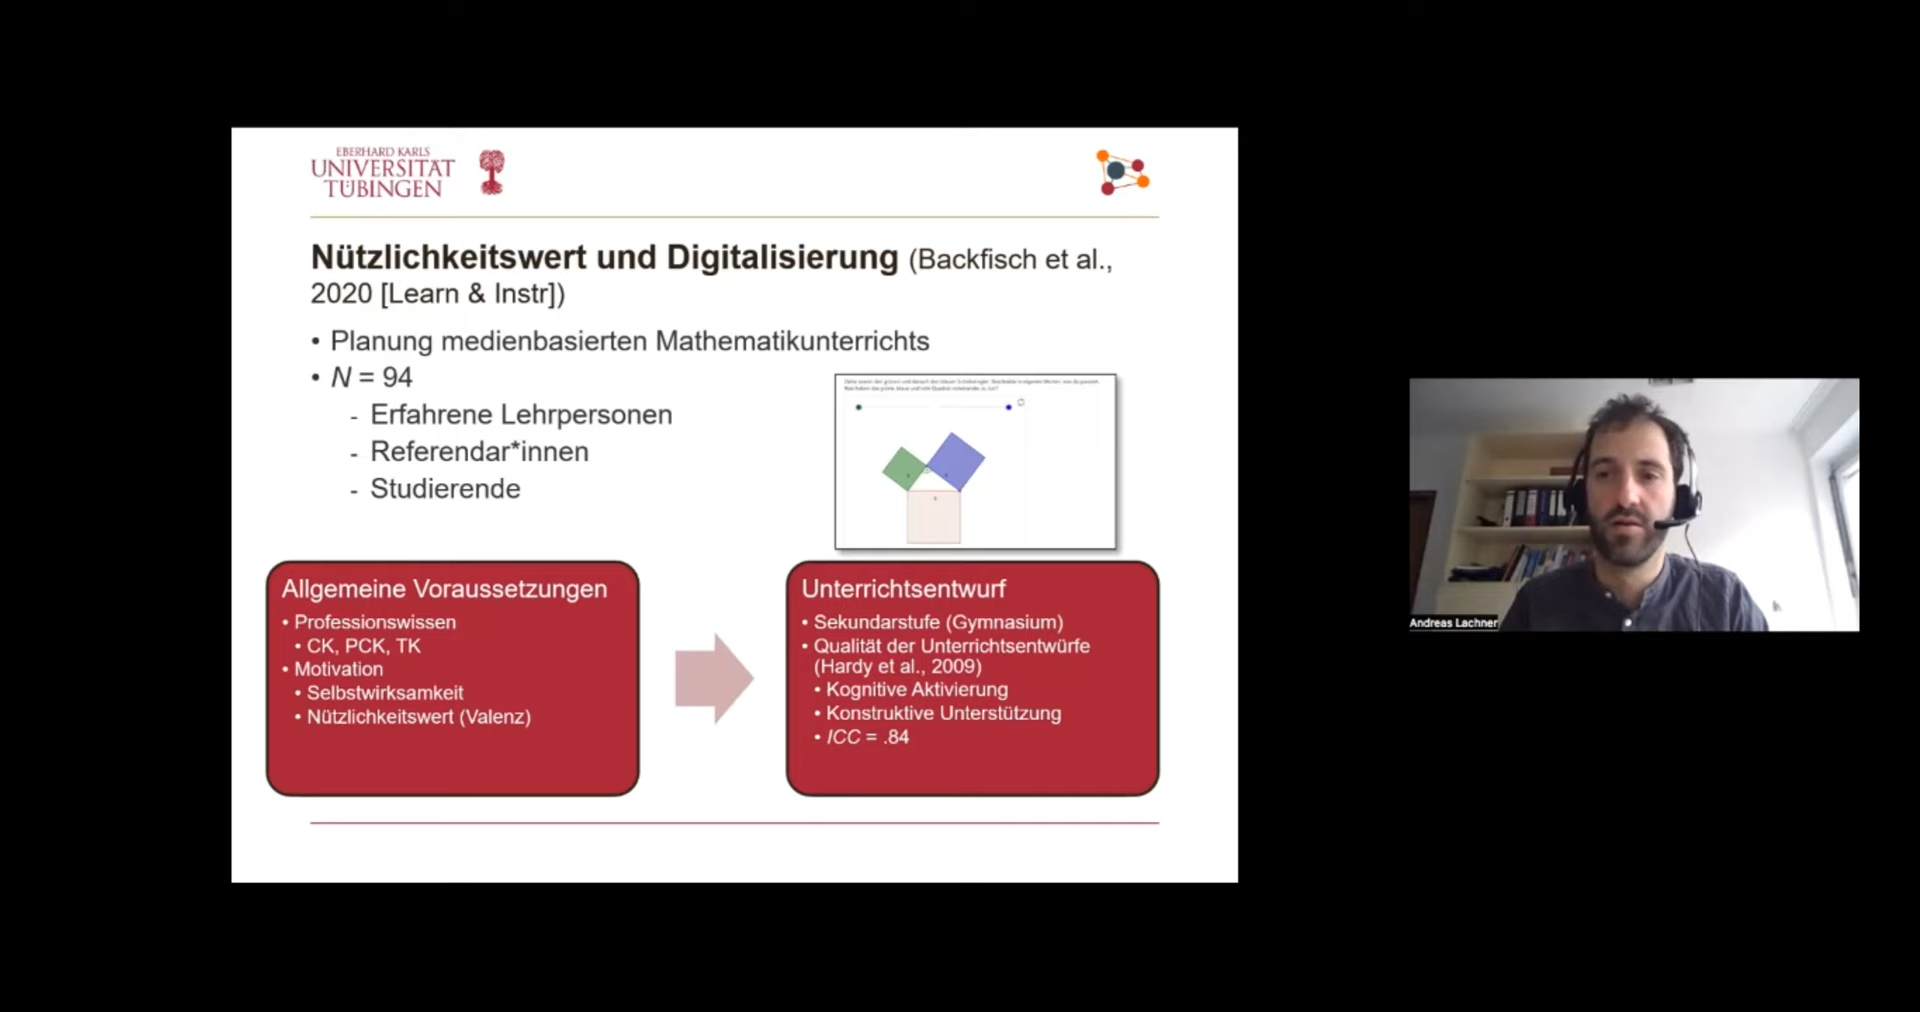 EBERHARD KARLS
UNIVERSITÄT
TÜBINGEN
Nützlichkeitswert und Digitalisierung (Backfisch et al.,
2020 [Learn & Instr])
• Planung medienbasierten Mathematikunterrichts
• N = 94
- Erfahrene Lehrpersonen
- Referendar*innen
- Studierende
Allgemeine Voraussetzungen
• Professionswissen
• CK, PCK, TK
• Motivation
• Selbstwirksamkeit
• Nützlichkeitswert (Valenz)
Unterrichtsentwurf
• Sekundarstufe (Gymnasium)
• Qualität der Unterrichtsentwürfe
(Hardy et al., 2009)
• Kognitive Aktivierung
• Konstruktive Unterstützung
• ICC = .84
Andreas Lachner